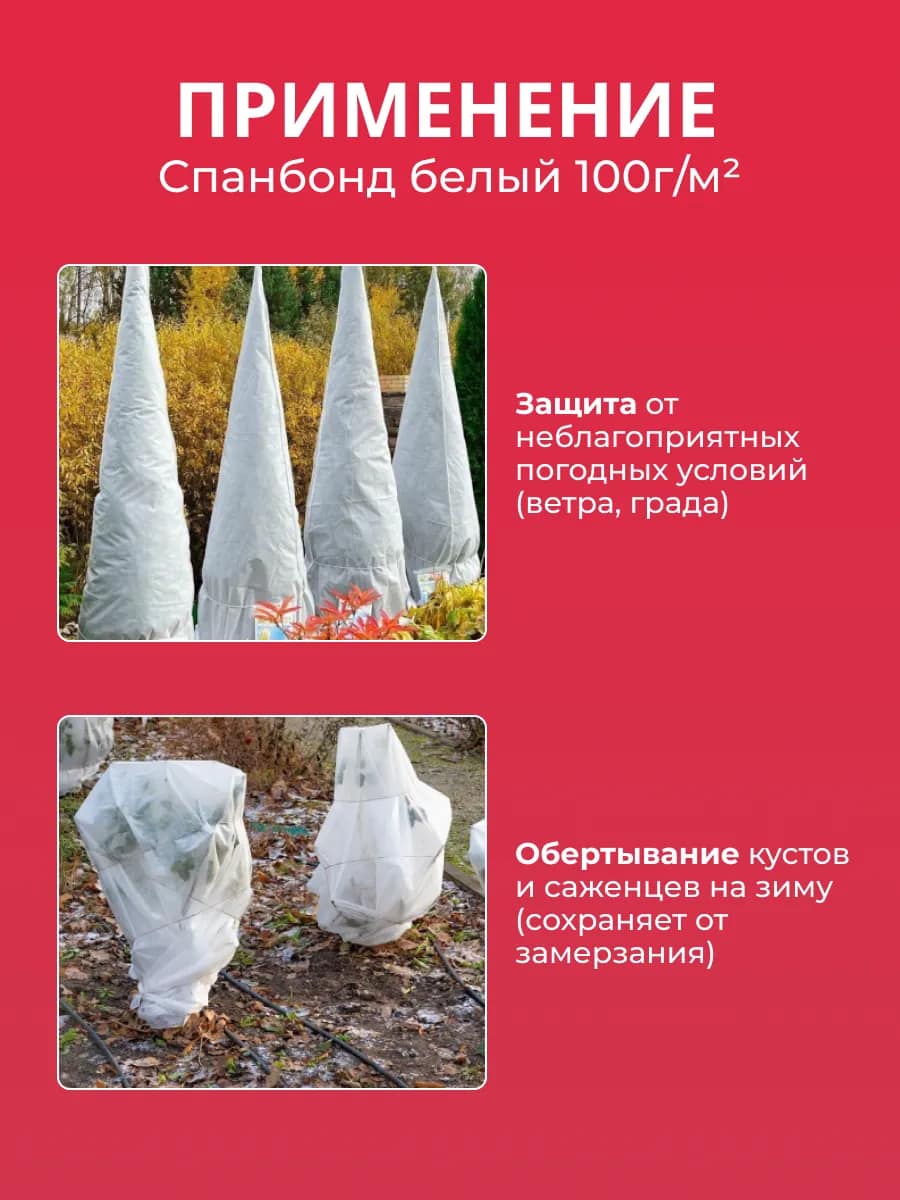 ПРИМЕНЕНИЕ
Спанбонд белый 100г/м²
Защита от
неблагоприятных
погодных условий
(ветра, града)
Обертывание кустов
и саженцев на зиму
(сохраняет от
замерзания)